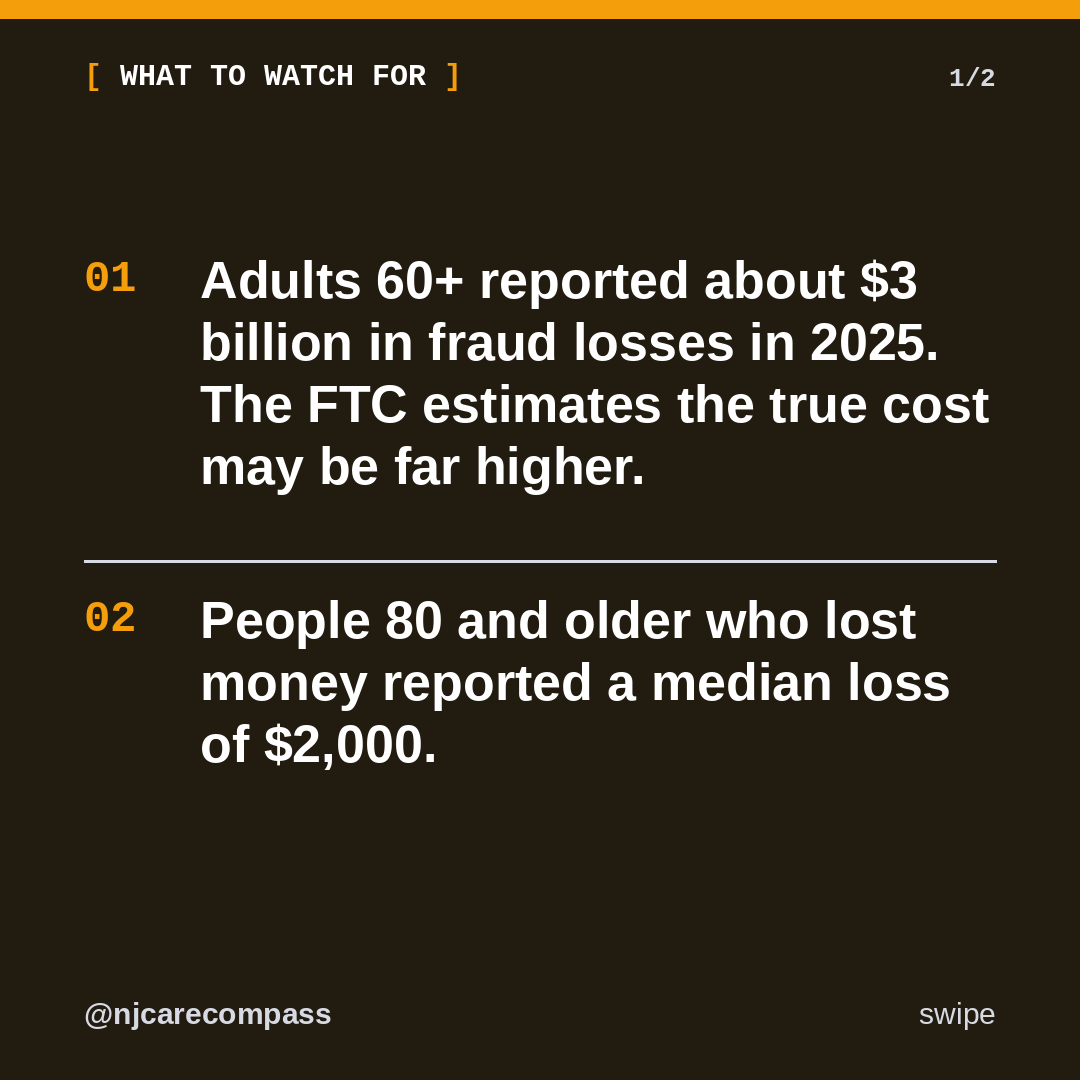 [ WHAT TO WATCH FOR ]
1/2
01
Adults 60+ reported about $3
billion in fraud losses in 2025.
The FTC estimates the true cost
may be far higher.
02
People 80 and older who lost
money reported a median loss
of $2,000.
@njcarecompass
swipe